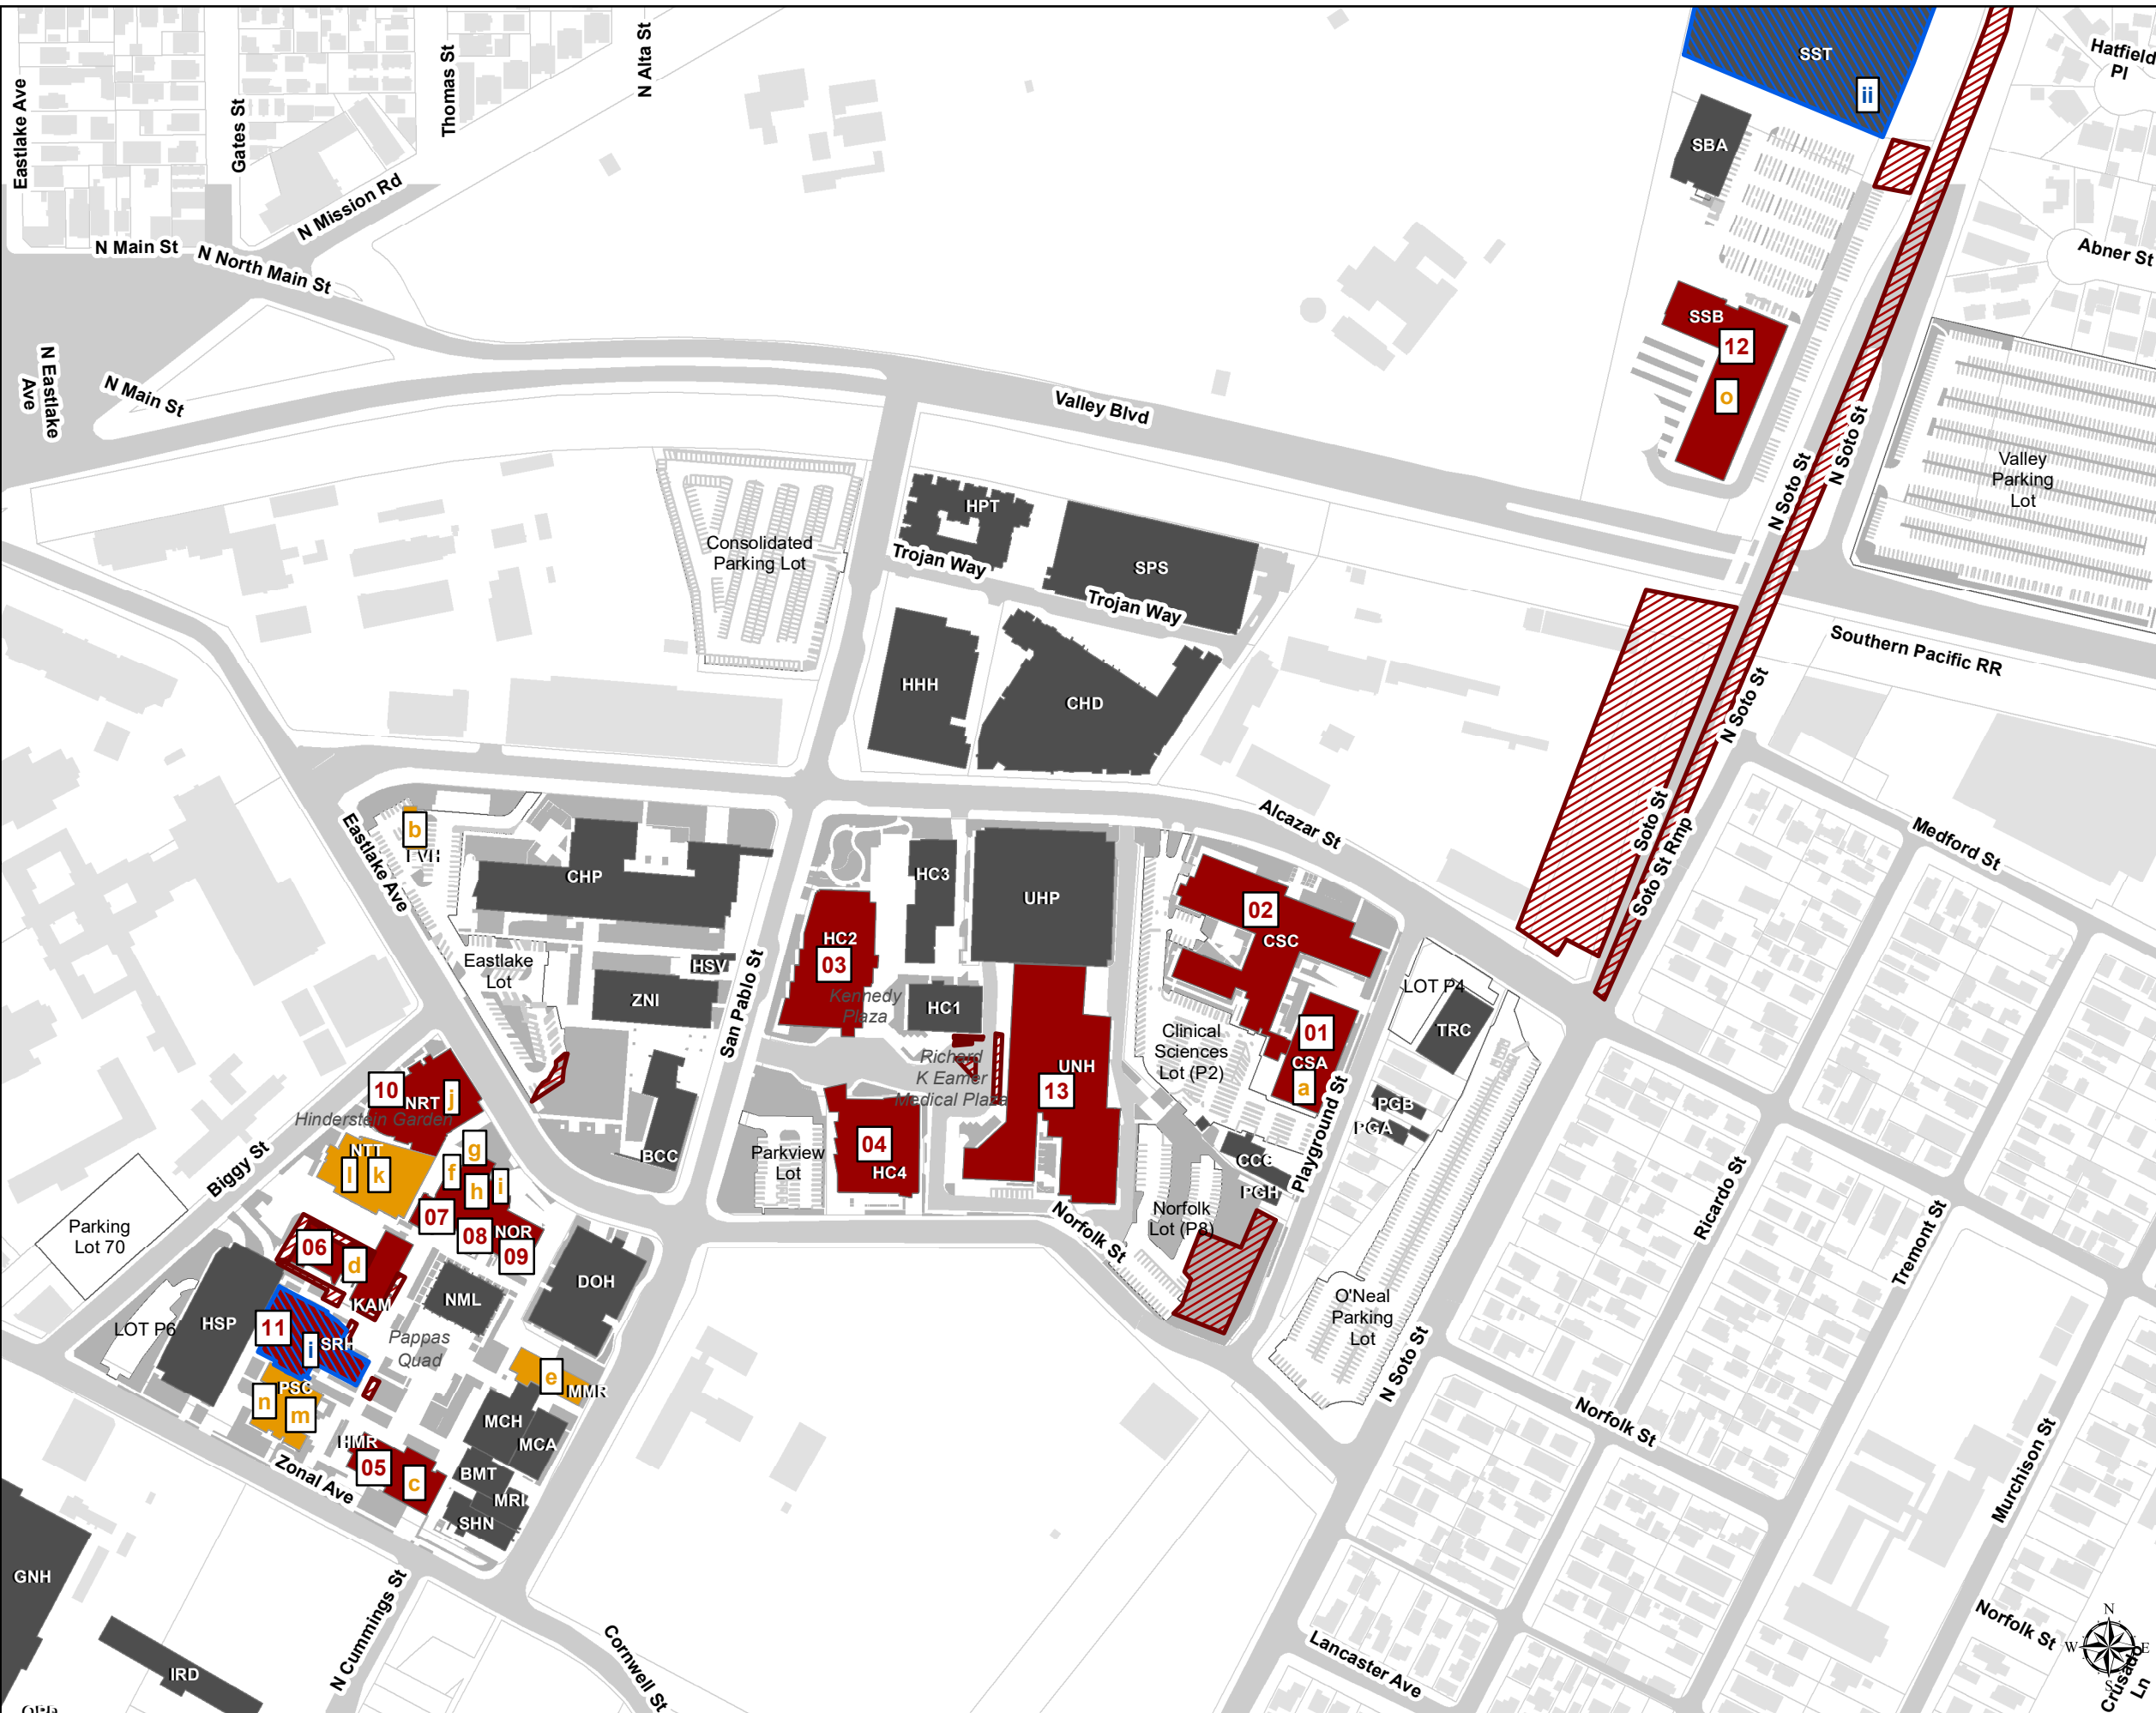 Eastlake Ave
Gates St
Thomas St
N Alta St
N Mission Rd
N Main St
N North Main St
N Eastlake
Ave
N Main St
Valley Blvd
SST
ii
SBA
SSB
12
o
Hatfield
Pl
Abner St
N Soto St
N Soto St
Valley
Parking
Lot
Southern Pacific RR
N Soto St
Soto St
Soto St Rmp
Medford St
Consolidated
Parking Lot
HPT
Trojan Way
SPS
Trojan Way
HHH
CHD
Alcazar St
Eastlake Ave
b
CHP
HC3
UHP
HC2
03
02
CSC
Eastlake
Lot
HSV
ZNI
San Pablo St
Kennedy
Plaza
HC1
LOT P4
TRC
Clinical
Sciences
Lot (P2)
01
CSA
a
Richard
K Eamer
Medical Plaza
UNH
13
10
NRT
j
Hinderstein Garden
PGB
PGA
Playground St
04
HC4
Parkview
Lot
BCC
CCC
PGH
NTT
l
k
g
f
h
i
07
08
NOR
09
Biggy St
Parking
Lot 70
Norfolk St
Norfolk
Lot (P8)
Ricardo St
Tremont St
06
d
KAM
DOH
NML
O'Neal
Parking
Lot
HSP
LOT P6
11
i
SRH
Pappas
Quad
e
MMR
N Soto St
PSC
n
m
MCH
MCA
HMR
05
c
BMT
MRI
SHN
Zonal Ave
Norfolk St
Murchison St
GNH
IRD
N Cummings St
Cornwell St
Lancaster Ave
Norfolk St
N
W
E
S
Crusado
Ln